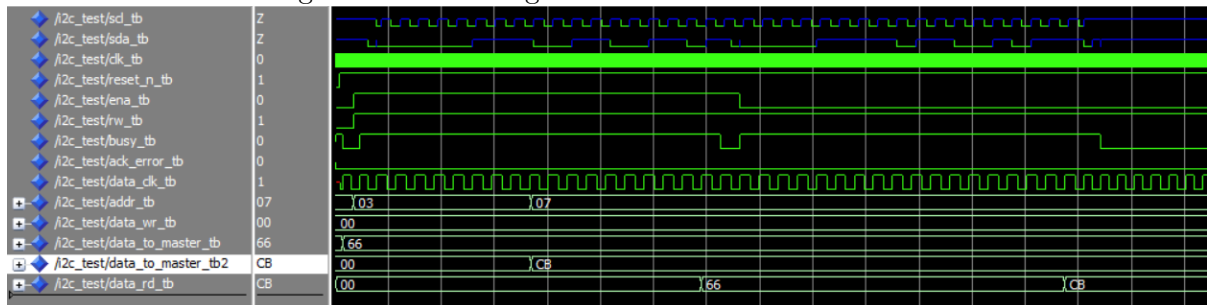 /i2c_test/scl_tb Z
/i2c_test/sda_tb Z
/i2c_test/clk_tb 0
/i2c_test/reset_n_tb 1
/i2c_test/ena_tb 0
/i2c_test/rw_tb 1
/i2c_test/busy_tb 0
/i2c_test/ack_error_tb 0
/i2c_test/data_clk_tb 1
/i2c_test/addr_tb 07 03 07
/i2c_test/data_wr_tb 00 00
/i2c_test/data_to_master_tb 66 66
/i2c_test/data_to_master_tb2 CB 00 CB
/i2c_test/data_rd_tb CB 00 66 CB